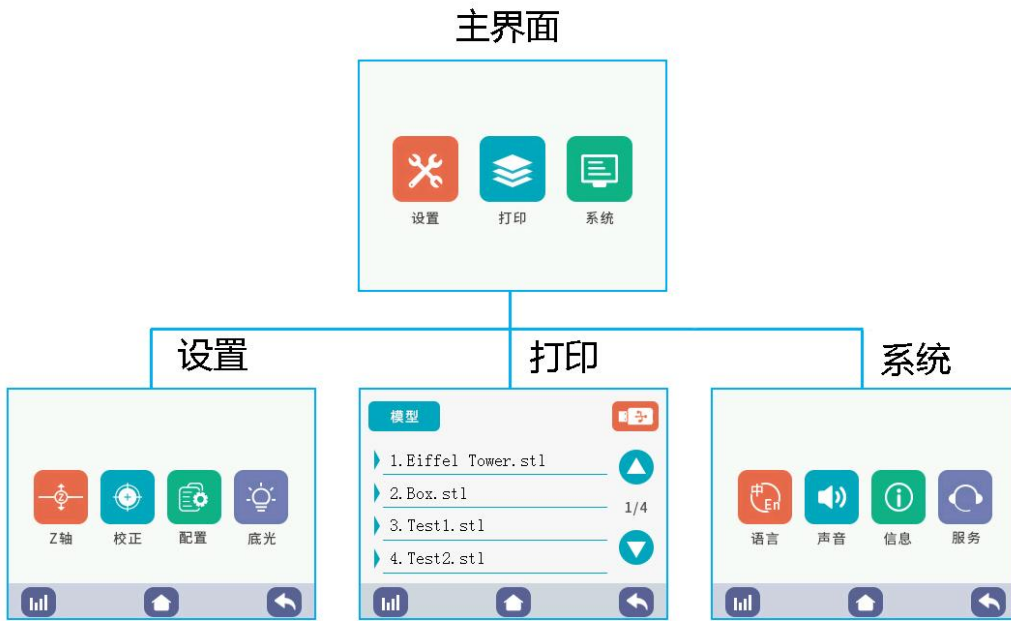 主界面
设置
打印
系统
设置
打印
系统
Z轴
校正
配置
底光
模型
1.Eiffel Tower.stl
2.Box.stl
3.Test1.stl
4.Test2.stl
1/4
中
En
语言
声音
信息
服务